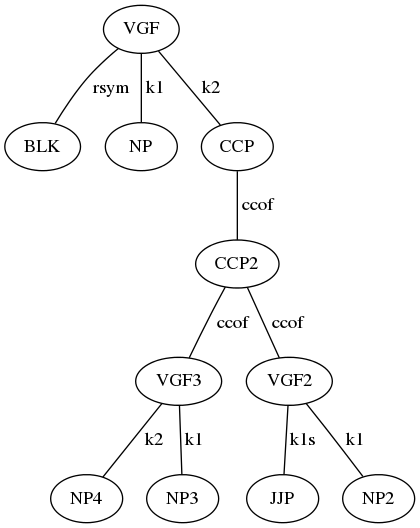 VGF
rsym k1 k2
BLK NP CCP
ccof
CCP2
ccof ccof
VGF3 VGF2
k2 k1 k1s k1
NP4 NP3 JJP NP2